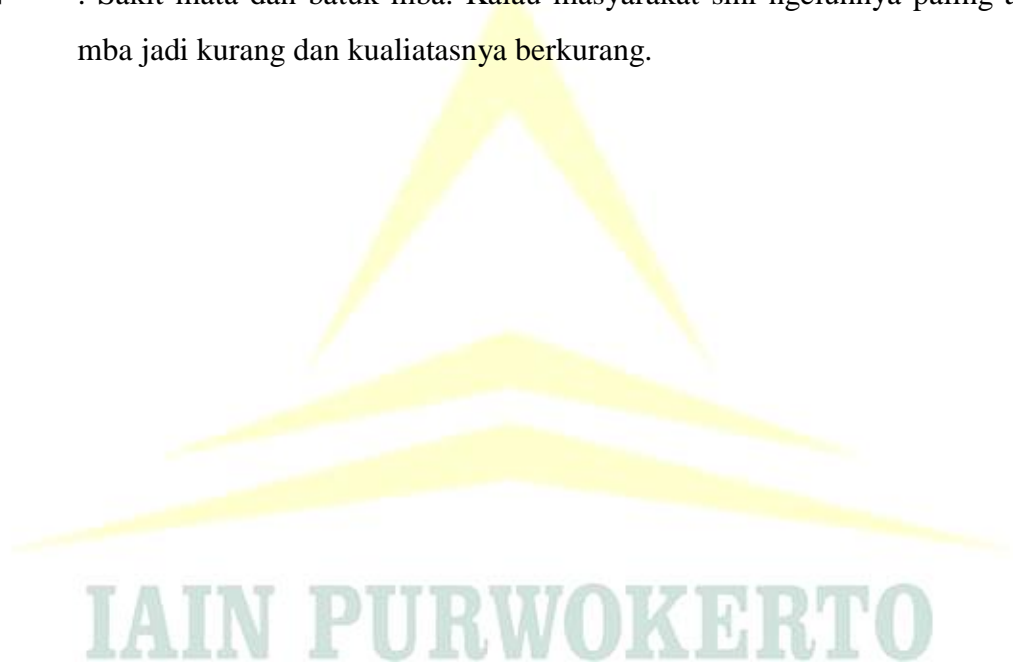 : Sakit mata dan batuk mba. Kalau masyarakat sini ngeluhnya paling
mba jadi kurang dan kualiatasnya berkurang.
IAIN PURWOKERTO